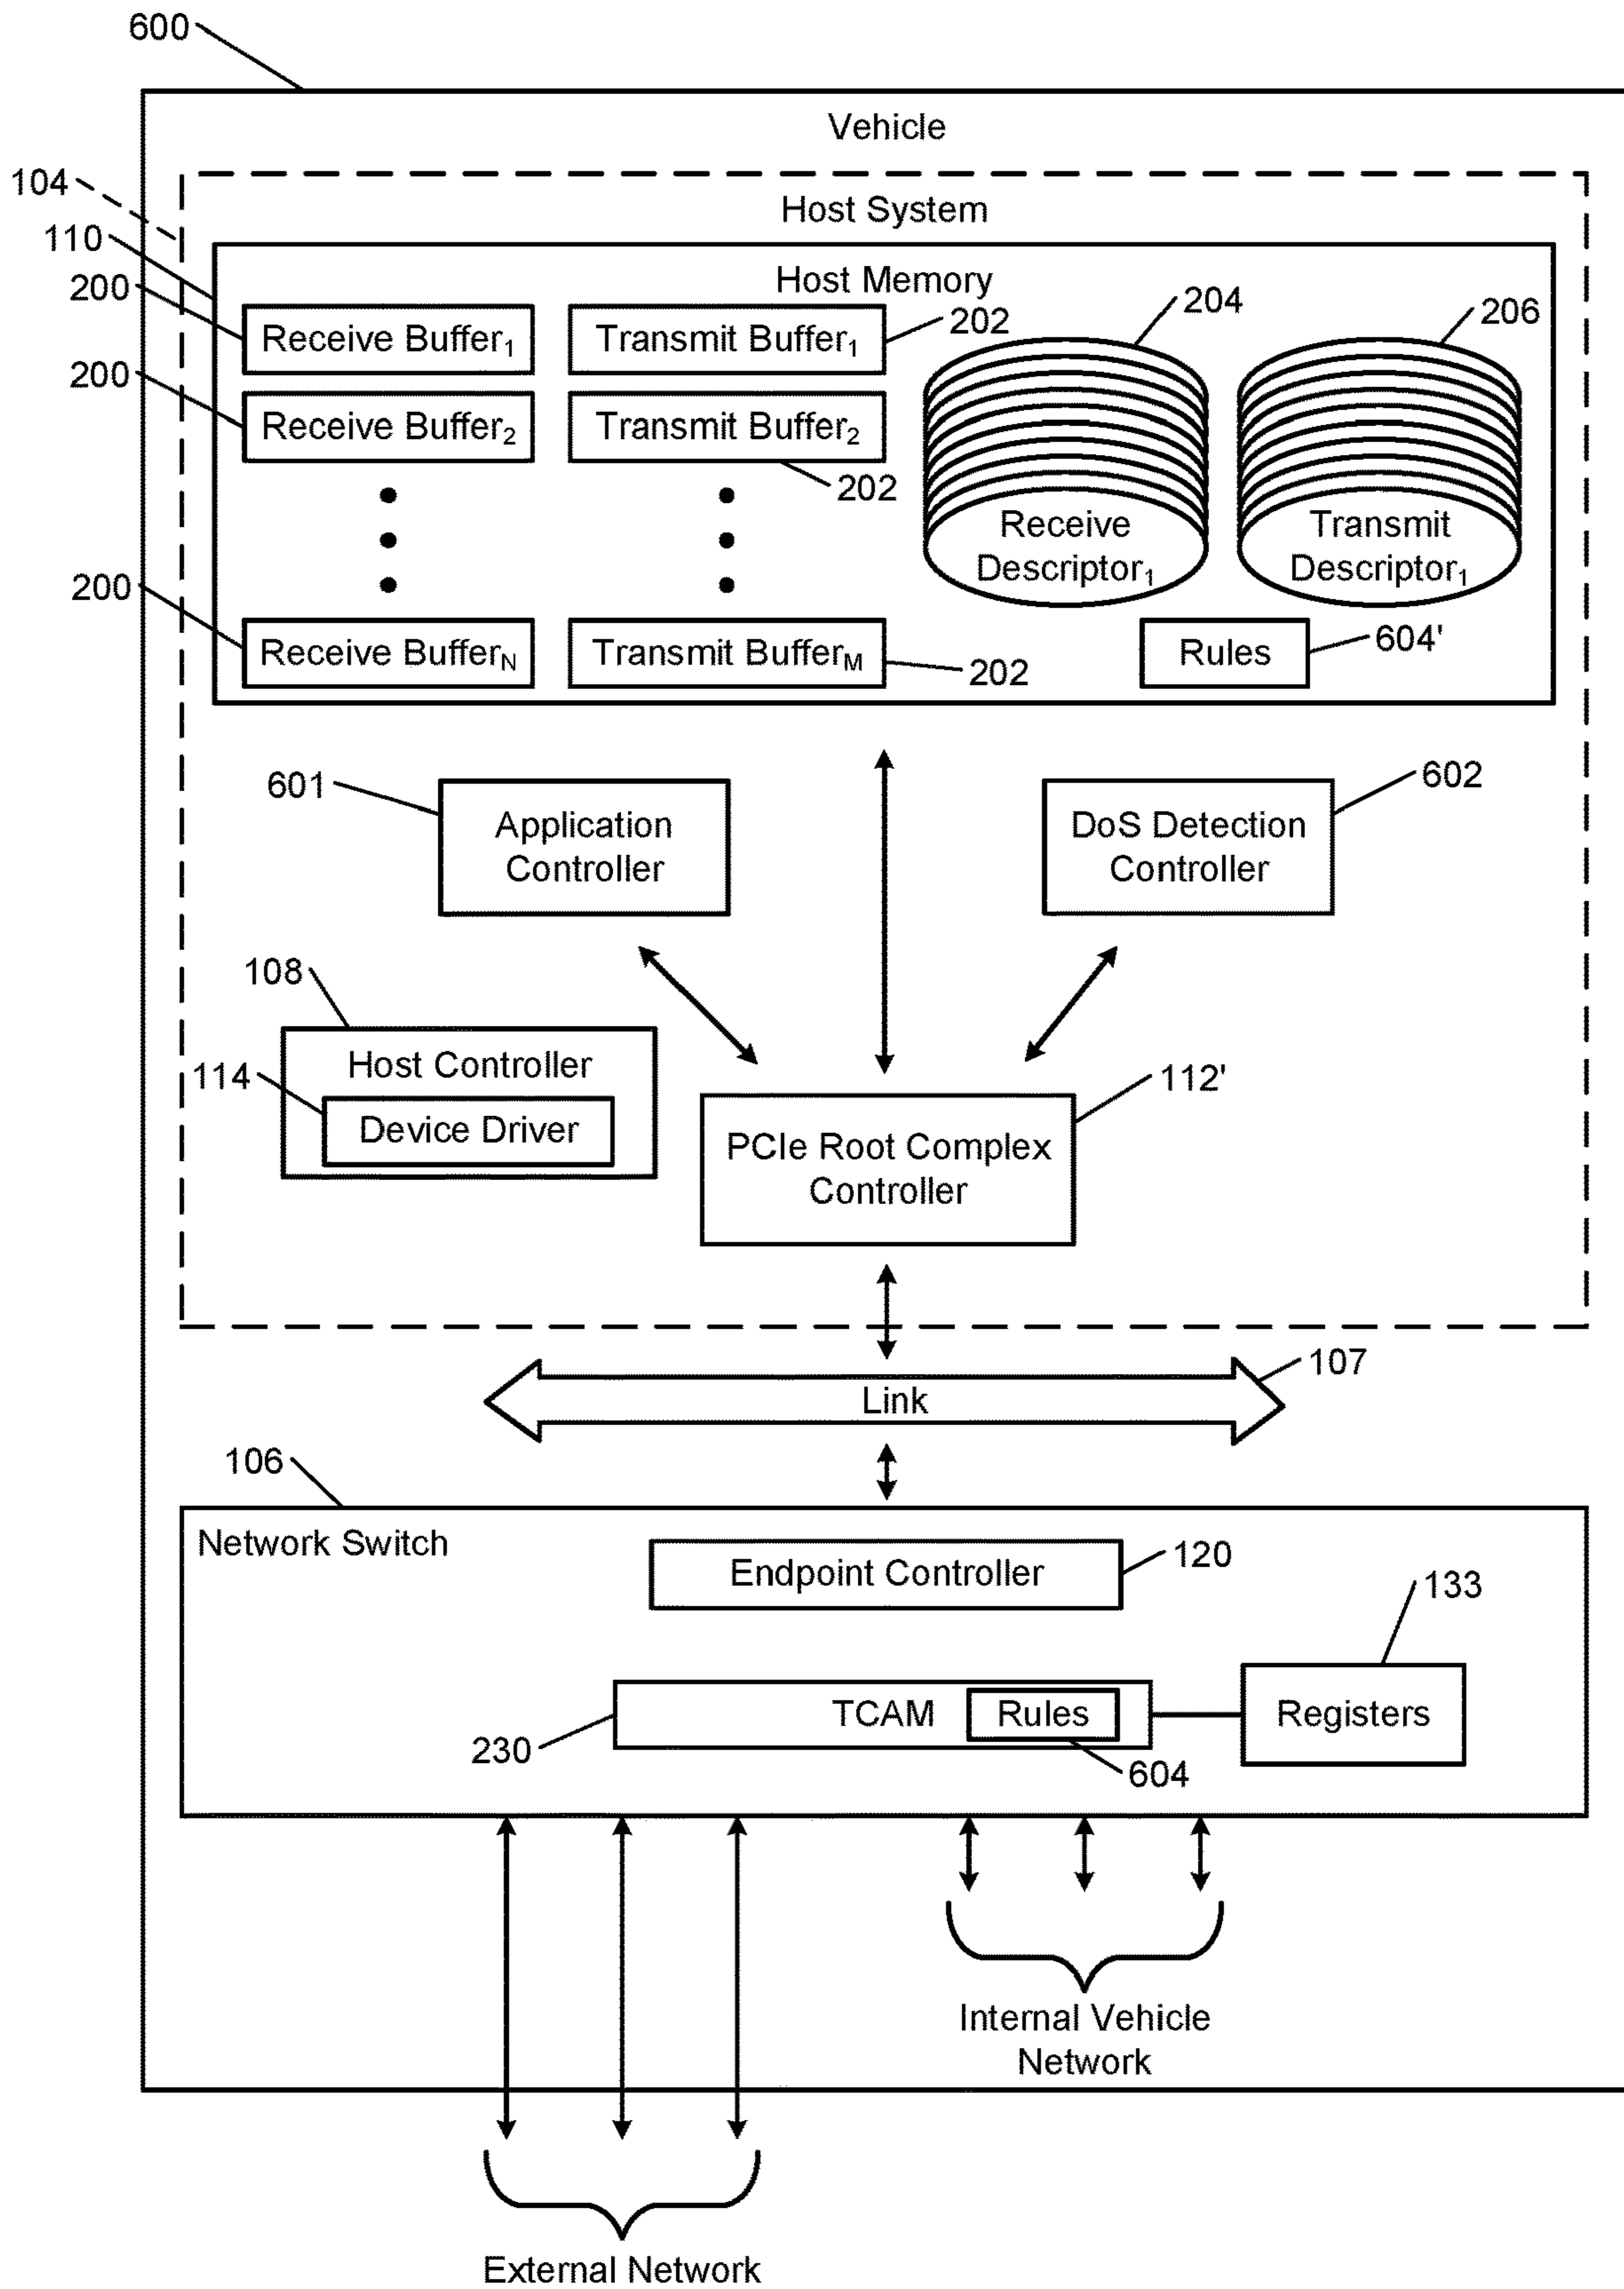 600
Vehicle
104
Host System
110
Host Memory
200
204
206
Receive Buffer1
Transmit Buffer1
202
200
Receive Buffer2
Transmit Buffer2
202
Receive
Descriptor1
Transmit
Descriptor1
200
Receive BufferN
Transmit BufferM
202
Rules
604'
601
Application
Controller
DoS Detection
Controller
602
108
Host Controller
114
Device Driver
112'
PCIe Root Complex
Controller
107
Link
106
Network Switch
Endpoint Controller
120
133
TCAM
Rules
Registers
230
604
Internal Vehicle
Network
External Network